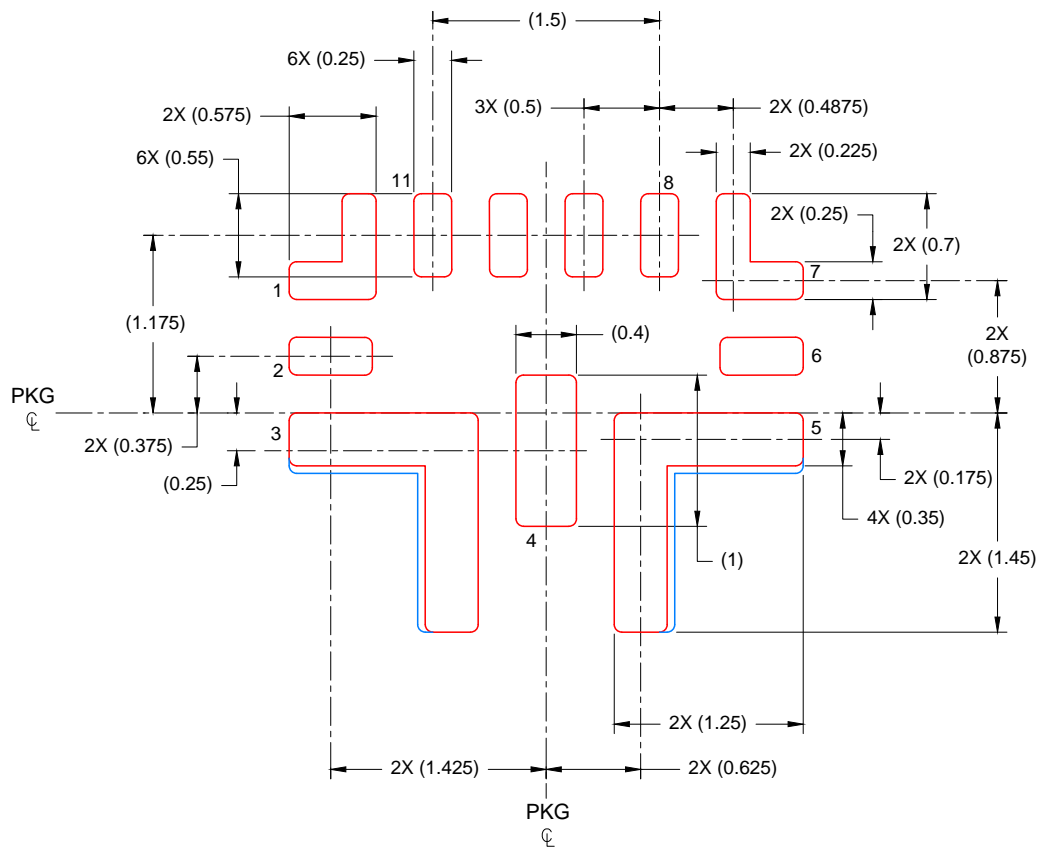 (1.5)
6X (0.25)
2X (0.575)
3X (0.5)
2X (0.4875)
6X (0.55)
2X (0.225)
11
8
2X (0.25)
2X (0.7)
1
7
(1.175)
(0.4)
2X
(0.875)
2
6
PKG
℄
2X (0.375)
3
5
(0.25)
2X (0.175)
4X (0.35)
4
(1)
2X (1.45)
2X (1.25)
2X (1.425)
2X (0.625)
PKG
℄